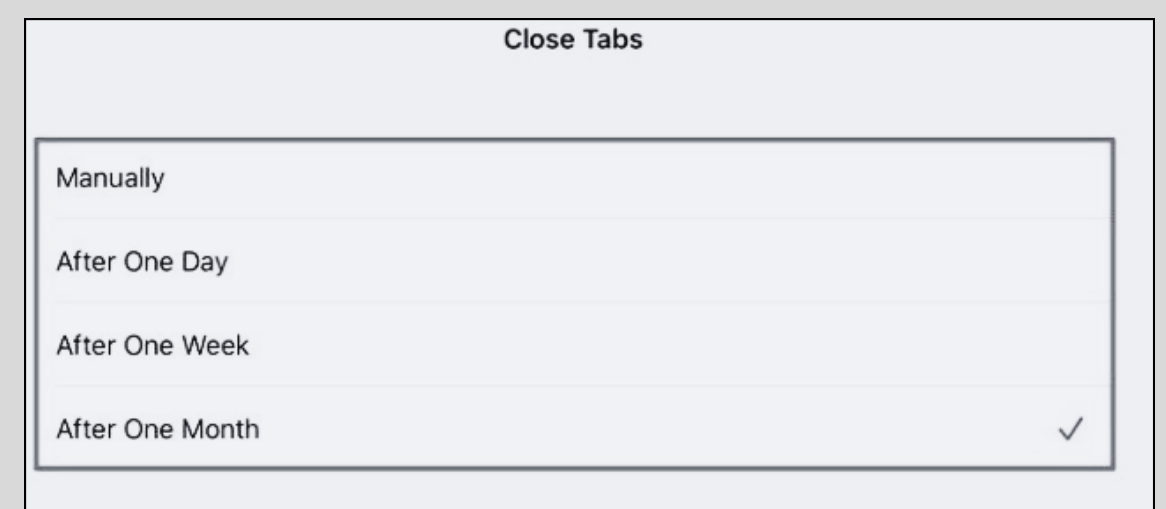 Close Tabs
Manually
After One Day
After One Week
After One Month